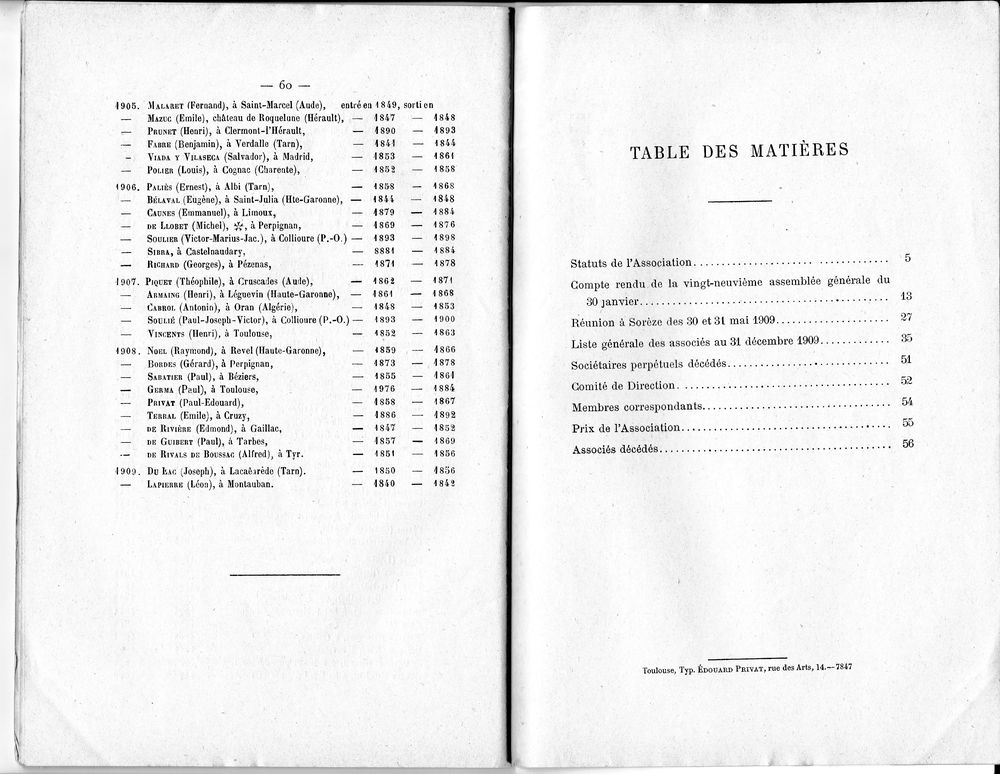 — 60 —
1905. MALARET (Fernand), à Saint-Marcel (Aude), entré en 1849, sorti en
— MAZUC (Emile), château de Roquelune (Hérault), — 1847 — 1848
— PRUNET (Henri), à Clermont-l'Hérault, — 1890 — 1893
— FABRE (Benjamin), à Verdalle (Tarn), — 1841 — 1844
— VIADA Y VILASECA (Salvador), à Madrid, — 1853 — 1861
— POLIER (Louis), à Cognac (Charente), — 1852 — 1858
1906. PALIÉS (Ernest), à Albi (Tarn), — 1858 — 1868
— BÉLAVAL (Eugène), à Saint-Julia (Hte-Garonne), — 1844 — 1848
— CAUNES (Emmanuel), à Limoux, — 1879 — 1884
— DE LLOBET (Michel), ✻, à Perpignan, — 1869 — 1876
— SOULIER (Victor-Marius-Jac.), à Collioure (P.-O.) — 1893 — 1898
— SIBRA, à Castelnaudary, — 8881 — 1884
— RICHARD (Georges), à Pézenas, — 1871 — 1878
1907. PIQUET (Théophile), à Cruscades (Aude), — 1862 — 1871
— ARMAING (Henri), à Léguevin (Haute-Garonne), — 1861 — 1868
— CABROL (Antonin), à Oran (Algérie), — 1848 — 1853
— SOULIÉ (Paul-Joseph-Victor), à Collioure (P.-O.) — 1893 — 1900
— VINCENTS (Henri), à Toulouse, — 1852 — 1863
1908. NOEL (Raymond), à Revel (Haute-Garonne), — 1859 — 1866
— BORDES (Gérard), à Perpignan, — 1873 — 1878
— SABATIER (Paul), à Béziers, — 1855 — 1861
— GERMA (Paul), à Toulouse, — 1976 — 1884
— PRIVAT (Paul-Edouard), — 1858 — 1867
— TERRAL (Emile), à Cruzy, — 1886 — 1892
— DE RIVIÈRE (Edmond), à Gaillac, — 1847 — 1852
— DE GUIBERT (Paul), à Tarbes, — 1857 — 1869
— DE RIVALS DE BOUSSAC (Alfred), à Tyr. — 1851 — 1856
1909. DU LAC (Joseph), à Lacabarède (Tarn). — 1850 — 1856
— LAPIERRE (Léon), à Montauban. — 1840 — 1842
TABLE DES MATIÈRES
Statuts de l'Association.............................. 5
Compte rendu de la vingt-neuvième assemblée générale du
30 janvier........................................ 13
Réunion à Sorèze des 30 et 31 mai 1909.................. 27
Liste générale des associés au 31 décembre 1909............ 35
Sociétaires perpétuels décédés........................... 51
Comité de Direction. ................................... 52
Membres correspondants................................ 54
Prix de l'Association................................... 55
Associés décédés....................................... 56
Toulouse, Typ. ÉDOUARD PRIVAT, rue des Arts, 14.—7847